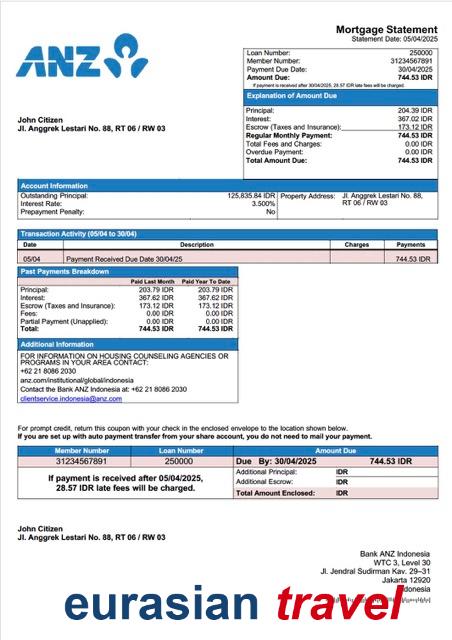 Mortgage Statement
Statement Date: 05/04/2025
ANZ
Loan Number: 250000
Member Number: 31234567891
Payment Due Date: 30/04/2025
Amount Due: 744.53 IDR
If payment is received after 30/04/2025, 28.57 IDR late fees will be charged.
Explanation of Amount Due
Principal: 204.39 IDR
Interest: 367.02 IDR
Escrow (Taxes and Insurance): 173.12 IDR
Regular Monthly Payment: 744.53 IDR
Total Fees and Charges: 0.00 IDR
Overdue Payment: 0.00 IDR
Total Amount Due: 744.53 IDR
John Citizen
Jl. Anggrek Lestari No. 88, RT 06 / RW 03
Account Information
Outstanding Principal: 125,835.84 IDR
Interest Rate: 3.500%
Prepayment Penalty: No
Property Address: Jl. Anggrek Lestari No. 88,
RT 06 / RW 03
Transaction Activity (05/04 to 30/04)
Date Description Charges Payments
05/04 Payment Received Due Date 30/04/25 744.53 IDR
Past Payments Breakdown
Paid Last Month Paid Year To Date
Principal: 203.79 IDR 203.79 IDR
Interest: 367.62 IDR 367.62 IDR
Escrow (Taxes and Insurance): 173.12 IDR 173.12 IDR
Fees: 0.00 IDR 0.00 IDR
Partial Payment (Unapplied): 0.00 IDR 0.00 IDR
Total: 744.53 IDR 744.53 IDR
Additional Information
FOR INFORMATION ON HOUSING COUNSELING AGENCIES OR
PROGRAMS IN YOUR AREA CONTACT:
+62 21 8086 2030
anz.com/institutional/global/indonesia
Contact the Bank ANZ Indonesia at: +62 21 8086 2030
clientservice.indonesia@anz.com
For prompt credit, return this coupon with your check in the enclosed envelope to the location shown below.
If you are set up with auto payment transfer from your share account, you do not need to mail your payment.
Member Number Loan Number Amount Due
31234567891 250000 Due By: 30/04/2025 744.53 IDR
If payment is received after 05/04/2025,
28.57 IDR late fees will be charged.
Additional Principal: IDR
Additional Escrow: IDR
Total Amount Enclosed: IDR
John Citizen
Jl. Anggrek Lestari No. 88, RT 06 / RW 03
Bank ANZ Indonesia
WTC 3, Level 30
Jl. Jendral Sudirman Kav. 29–31
Jakarta 12920
eurasian travel